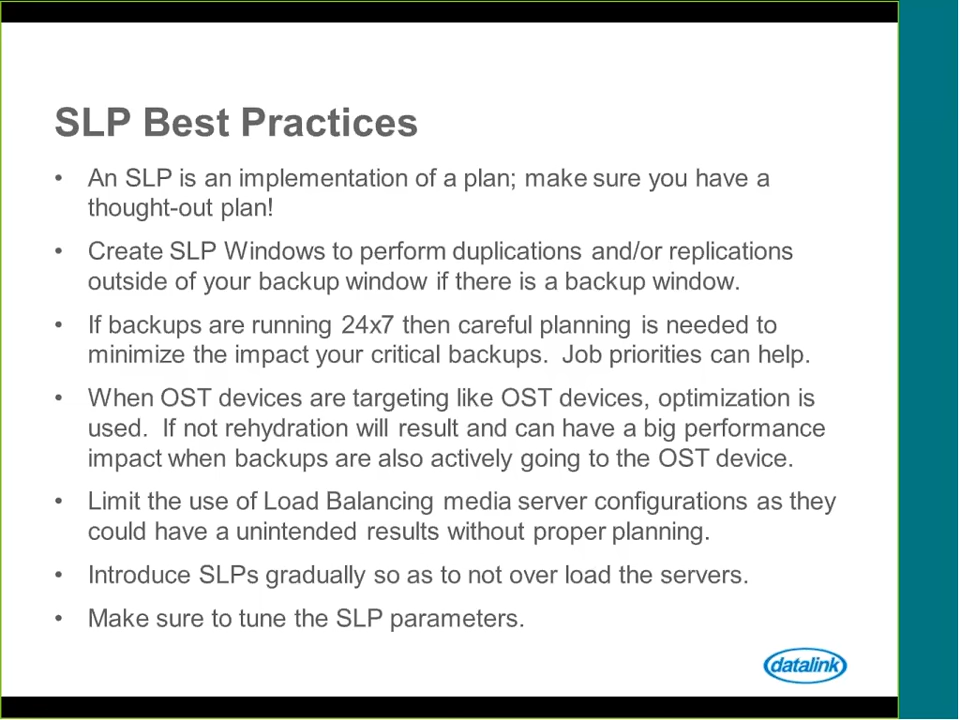 SLP Best Practices
• An SLP is an implementation of a plan; make sure you have a
thought-out plan!
• Create SLP Windows to perform duplications and/or replications
outside of your backup window if there is a backup window.
• If backups are running 24x7 then careful planning is needed to
minimize the impact your critical backups.  Job priorities can help.
• When OST devices are targeting like OST devices, optimization is
used.  If not rehydration will result and can have a big performance
impact when backups are also actively going to the OST device.
• Limit the use of Load Balancing media server configurations as they
could have a unintended results without proper planning.
• Introduce SLPs gradually so as to not over load the servers.
• Make sure to tune the SLP parameters.
datalink